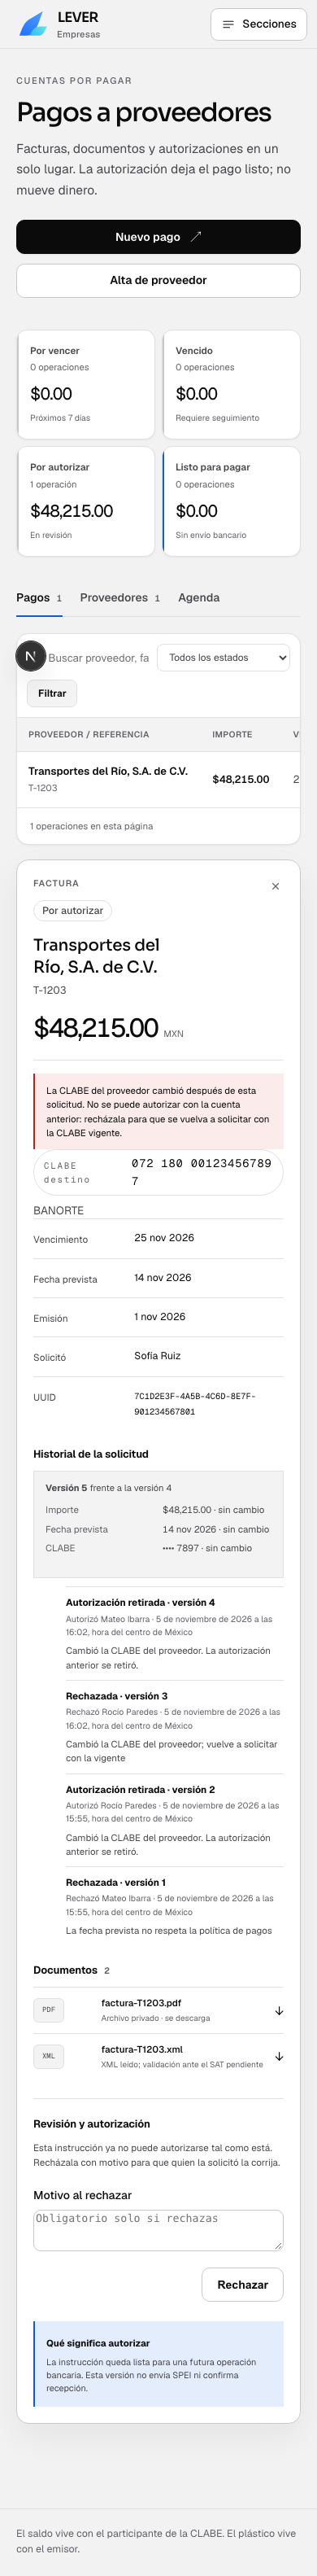 LEVER
Empresas
Secciones
CUENTAS POR PAGAR
Pagos a proveedores
Facturas, documentos y autorizaciones en un
solo lugar. La autorización deja el pago listo; no
mueve dinero.
Nuevo pago
Alta de proveedor
Por vencer
0 operaciones
$0.00
Próximos 7 días
Vencido
0 operaciones
$0.00
Requiere seguimiento
Por autorizar
1 operación
$48,215.00
En revisión
Listo para pagar
0 operaciones
$0.00
Sin envío bancario
Pagos 1 Proveedores 1 Agenda
N
Buscar proveedor, fa
Todos los estados
Filtrar
PROVEEDOR / REFERENCIA IMPORTE V
Transportes del Río, S.A. de C.V. $48,215.00 2
T-1203
1 operaciones en esta página
FACTURA
×
Por autorizar
Transportes del
Río, S.A. de C.V.
T-1203
$48,215.00 MXN
La CLABE del proveedor cambió después de esta
solicitud. No se puede autorizar con la cuenta
anterior: recházala para que se vuelva a solicitar con
la CLABE vigente.
CLABE 072 180 00123456789
destino 7
BANORTE
Vencimiento 25 nov 2026
Fecha prevista 14 nov 2026
Emisión 1 nov 2026
Solicitó Sofía Ruiz
UUID 7C1D2E3F-4A5B-4C6D-8E7F-
901234567801
Historial de la solicitud
Versión 5 frente a la versión 4
Importe $48,215.00 · sin cambio
Fecha prevista 14 nov 2026 · sin cambio
CLABE •••• 7897 · sin cambio
Autorización retirada · versión 4
Autorizó Mateo Ibarra · 5 de noviembre de 2026 a las
16:02, hora del centro de México
Cambió la CLABE del proveedor. La autorización
anterior se retiró.
Rechazada · versión 3
Rechazó Rocío Paredes · 5 de noviembre de 2026 a las
16:02, hora del centro de México
Cambió la CLABE del proveedor; vuelve a solicitar
con la vigente
Autorización retirada · versión 2
Autorizó Rocío Paredes · 5 de noviembre de 2026 a las
15:55, hora del centro de México
Cambió la CLABE del proveedor. La autorización
anterior se retiró.
Rechazada · versión 1
Rechazó Mateo Ibarra · 5 de noviembre de 2026 a las
15:55, hora del centro de México
La fecha prevista no respeta la política de pagos
Documentos 2
PDF
factura-T1203.pdf
Archivo privado · se descarga
XML
factura-T1203.xml
XML leído; validación ante el SAT pendiente
Revisión y autorización
Esta instrucción ya no puede autorizarse tal como está.
Recházala con motivo para que quien la solicitó la corrija.
Motivo al rechazar
Obligatorio solo si rechazas
Rechazar
Qué significa autorizar
La instrucción queda lista para una futura operación
bancaria. Esta versión no envía SPEI ni confirma
recepción.
El saldo vive con el participante de la CLABE. El plástico vive
con el emisor.